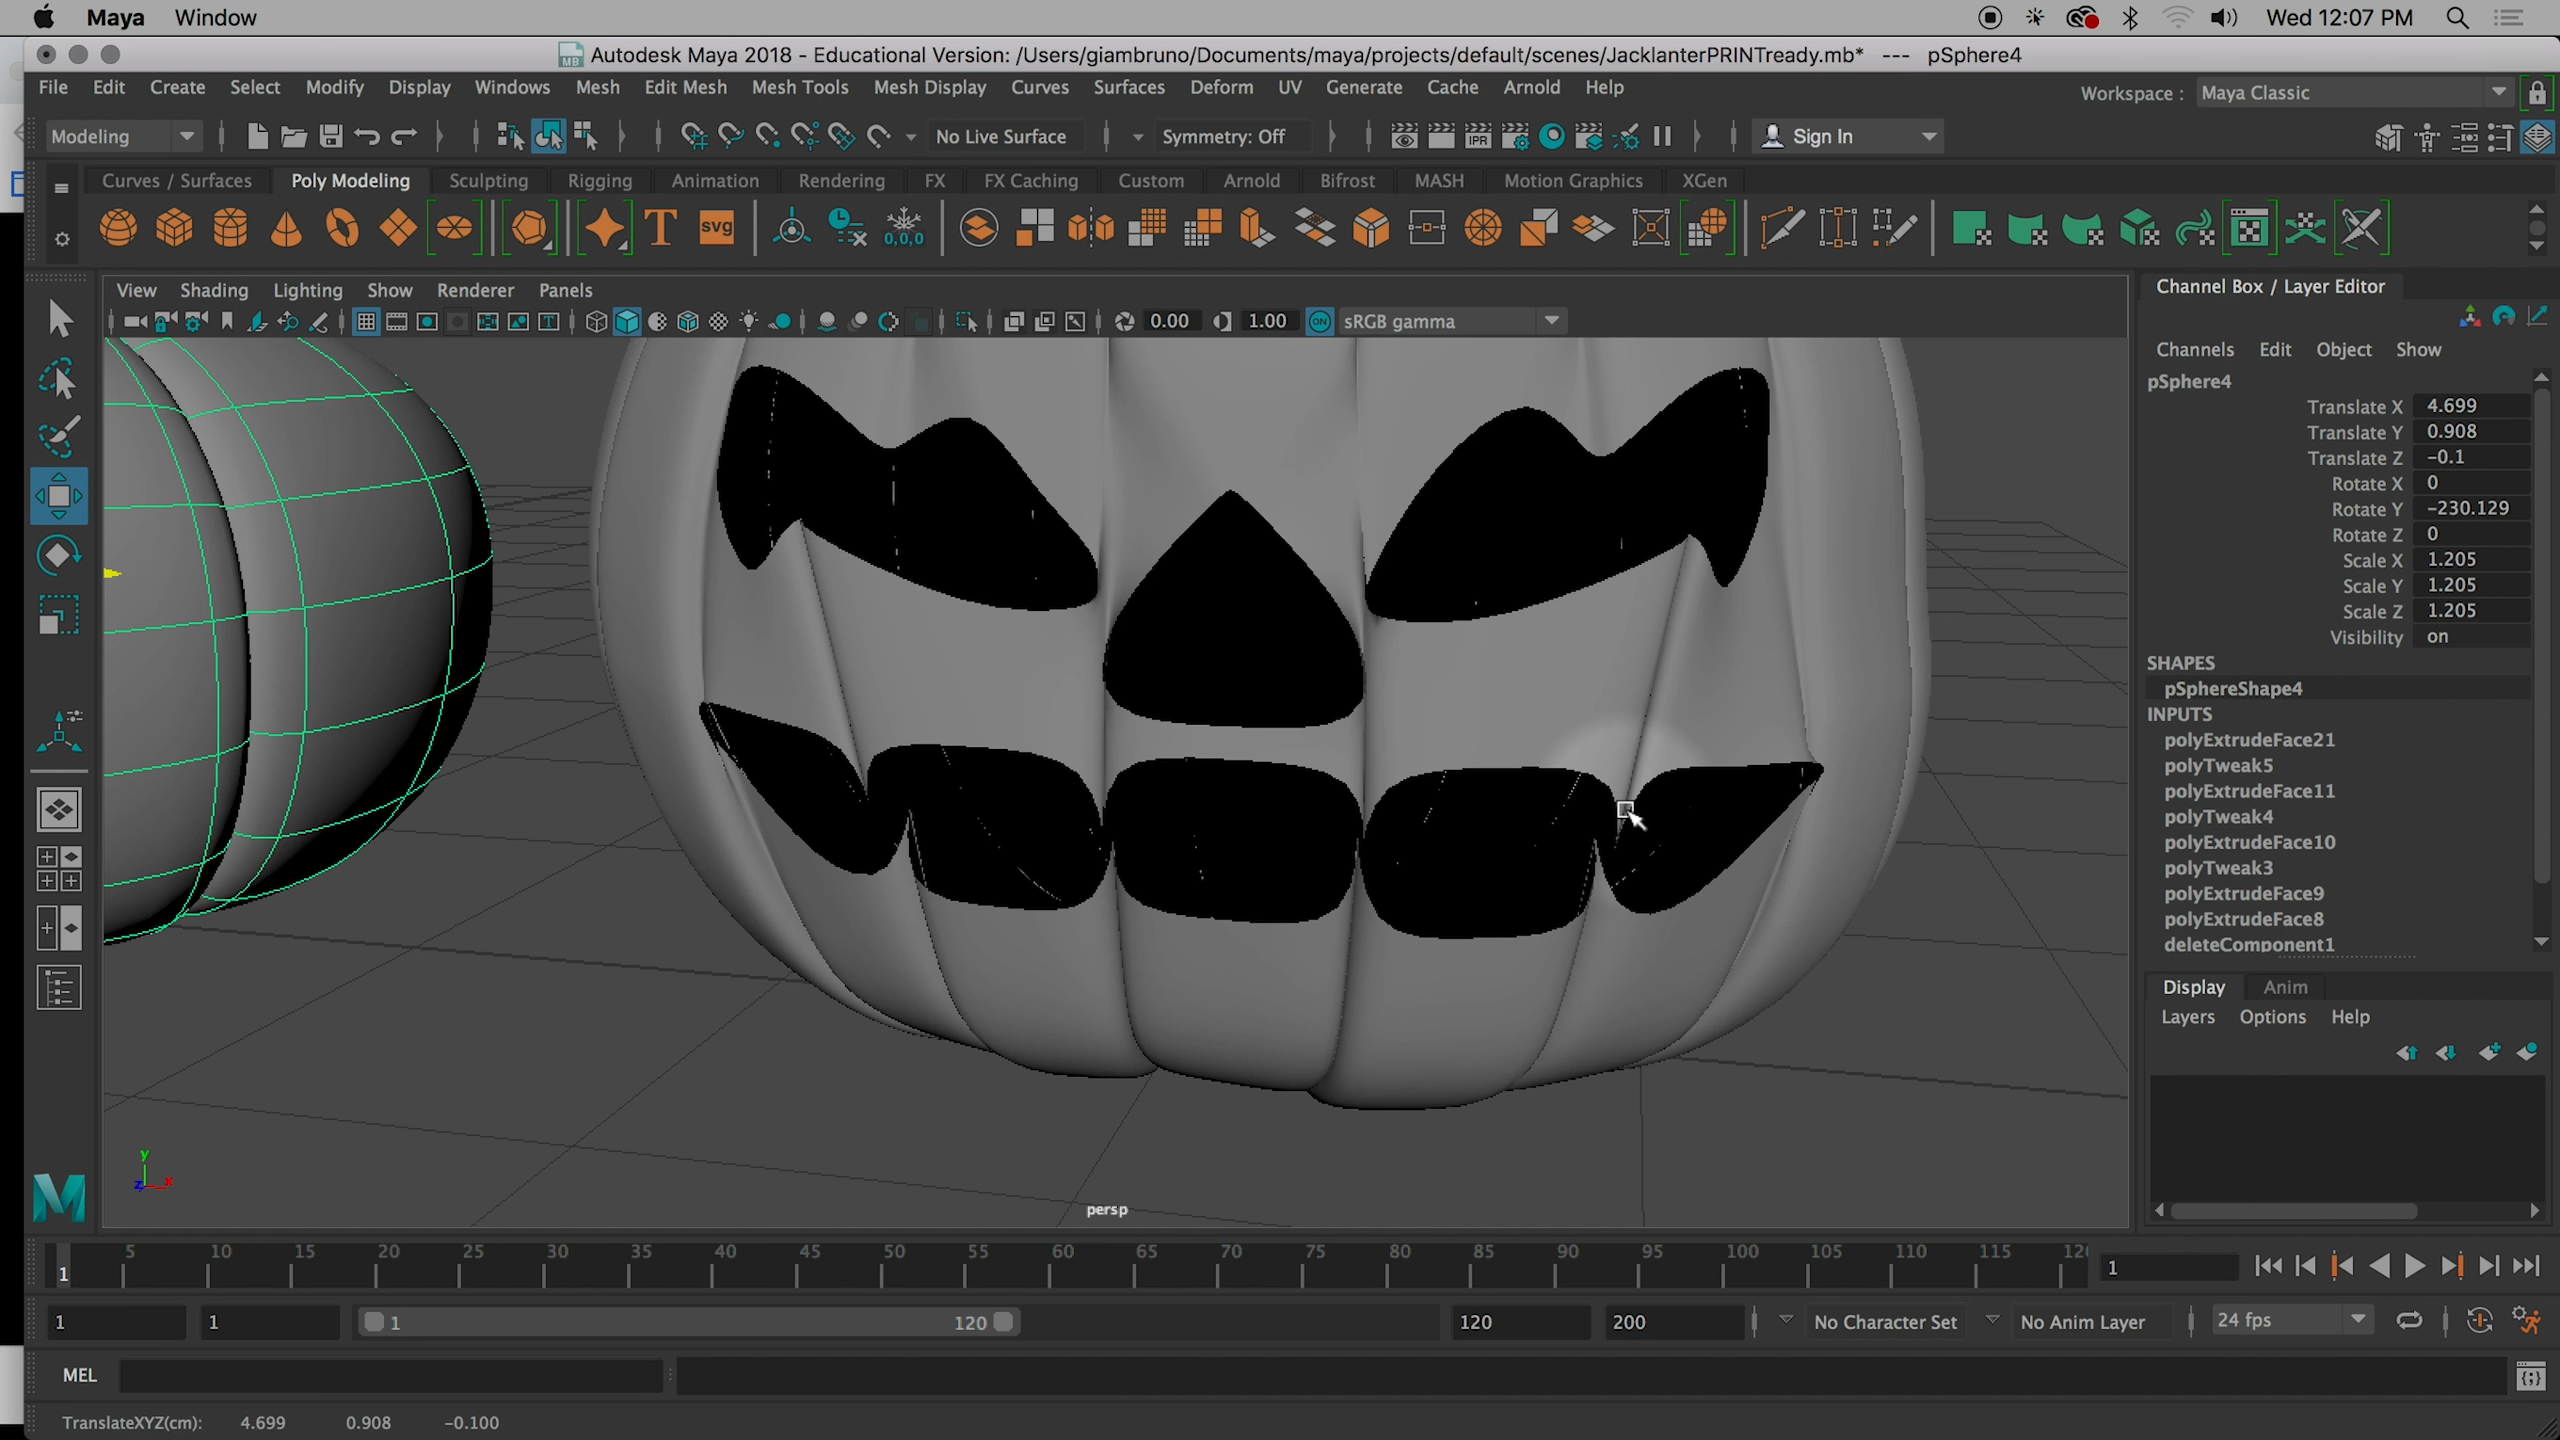 Maya Window Wed 12:07 PM
MB Autodesk Maya 2018 - Educational Version: /Users/giambruno/Documents/maya/projects/default/scenes/JacklanterPRINTready.mb* --- pSphere4
File Edit Create Select Modify Display Windows Mesh Edit Mesh Mesh Tools Mesh Display Curves Surfaces Deform UV Generate Cache Arnold Help Workspace : Maya Classic
Modeling No Live Surface Symmetry: Off IPR Sign In
Curves / Surfaces Poly Modeling Sculpting Rigging Animation Rendering FX FX Caching Custom Arnold Bifrost MASH Motion Graphics XGen
T svg 0,0,0
View Shading Lighting Show Renderer Panels
0.00 1.00 ON sRGB gamma
Channel Box / Layer Editor
Channels Edit Object Show
pSphere4
Translate X 4.699
Translate Y 0.908
Translate Z -0.1
Rotate X 0
Rotate Y -230.129
Rotate Z 0
Scale X 1.205
Scale Y 1.205
Scale Z 1.205
Visibility on
SHAPES
pSphereShape4
INPUTS
polyExtrudeFace21
polyTweak5
polyExtrudeFace11
polyTweak4
polyExtrudeFace10
polyTweak3
polyExtrudeFace9
polyExtrudeFace8
deleteComponent1
Display Anim
Layers Options Help
y
z x
persp
5 10 15 20 25 30 35 40 45 50 55 60 65 70 75 80 85 90 95 100 105 110 115 12
1 1
1 1 1 120 120 200 No Character Set No Anim Layer 24 fps
MEL
TranslateXYZ(cm): 4.699 0.908 -0.100